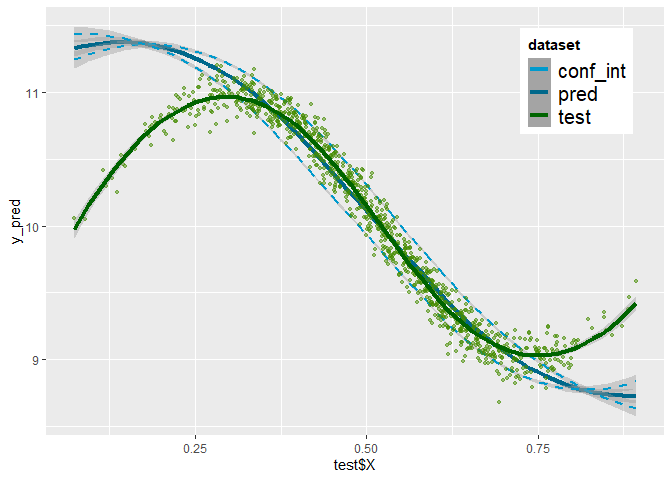 dataset
conf_int
pred
test
11
10
9
y_pred
0.25
0.50
0.75
test$X